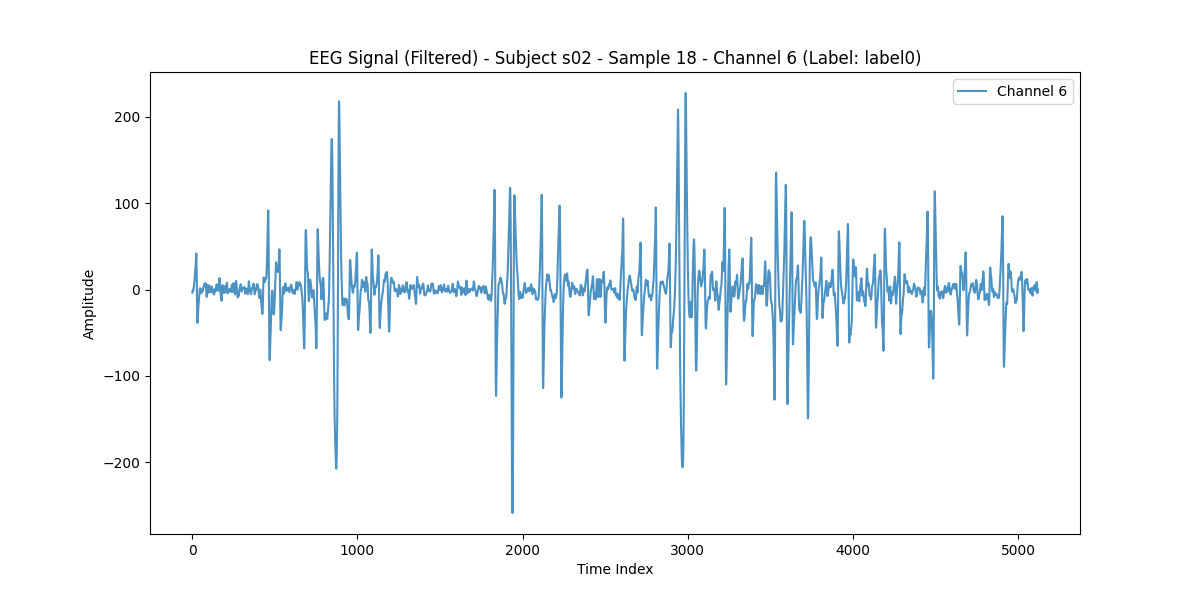 EEG Signal (Filtered) - Subject s02 - Sample 18 - Channel 6 (Label: label0)
Channel 6
200
100
0
−100
−200
Amplitude
0 1000 2000 3000 4000 5000
Time Index